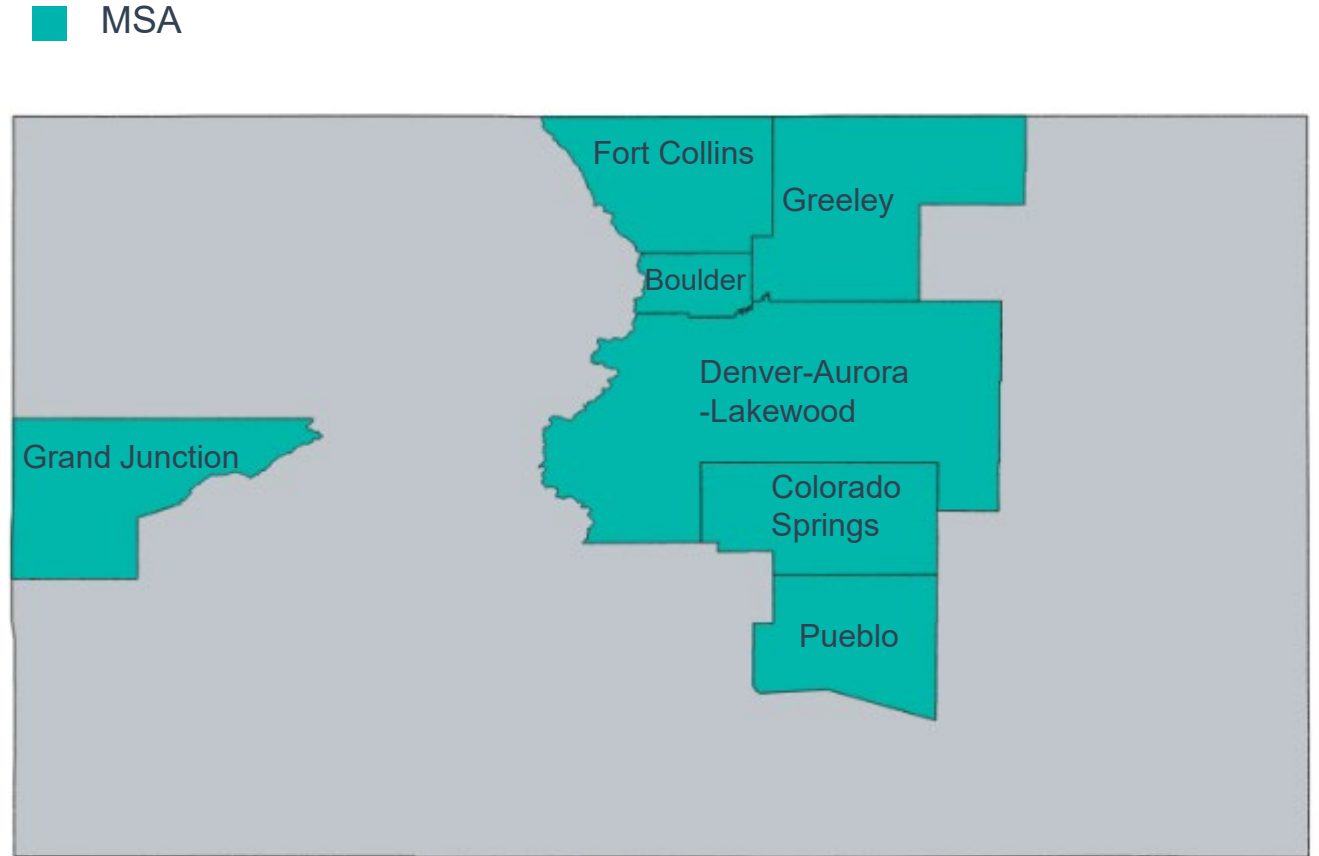 MSA
Fort Collins
Greeley
Boulder
Denver-Aurora
-Lakewood
Grand Junction
Colorado
Springs
Pueblo